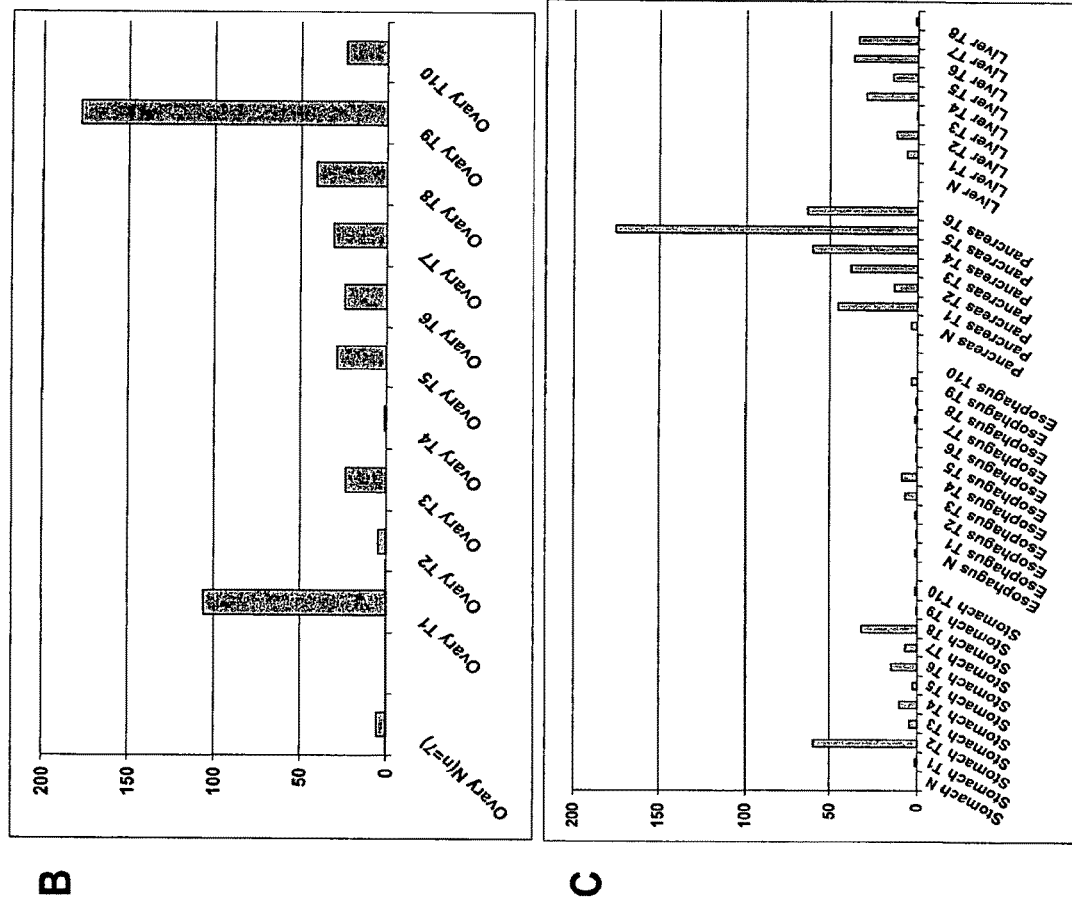 B
200
150
100
50
0
Ovary N(n=7)
Ovary T1
Ovary T2
Ovary T3
Ovary T4
Ovary T5
Ovary T6
Ovary T7
Ovary T8
Ovary T9
Ovary T10
C
200
150
100
50
0
Stomach N
Stomach T1
Stomach T2
Stomach T3
Stomach T4
Stomach T5
Stomach T6
Stomach T7
Stomach T8
Stomach T9
Stomach T10
Esophagus N
Esophagus T1
Esophagus T2
Esophagus T3
Esophagus T4
Esophagus T5
Esophagus T6
Esophagus T7
Esophagus T8
Esophagus T9
Esophagus T10
Pancreas N
Pancreas T1
Pancreas T2
Pancreas T3
Pancreas T4
Pancreas T5
Pancreas T6
Liver N
Liver T1
Liver T2
Liver T3
Liver T4
Liver T5
Liver T6
Liver T7
Liver T8